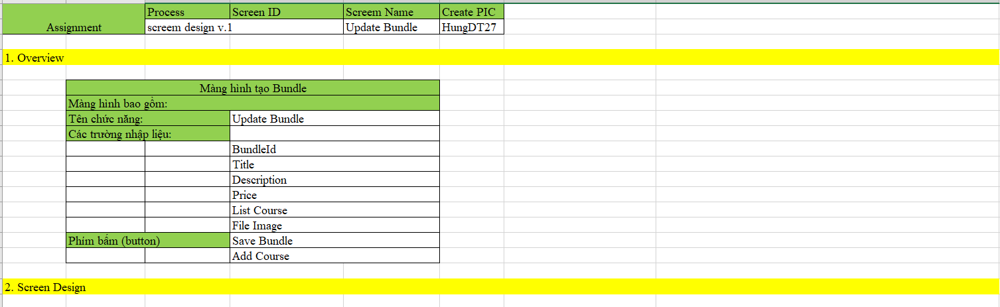 Process Screen ID Screem Name Create PIC
Assignment screem design v.1 Update Bundle HungDT27
1. Overview
Màng hình tạo Bundle
Màng hình bao gồm:
Tên chức năng: Update Bundle
Các trường nhập liệu:
BundleId
Title
Description
Price
List Course
File Image
Phím bấm (button) Save Bundle
Add Course
2. Screen Design